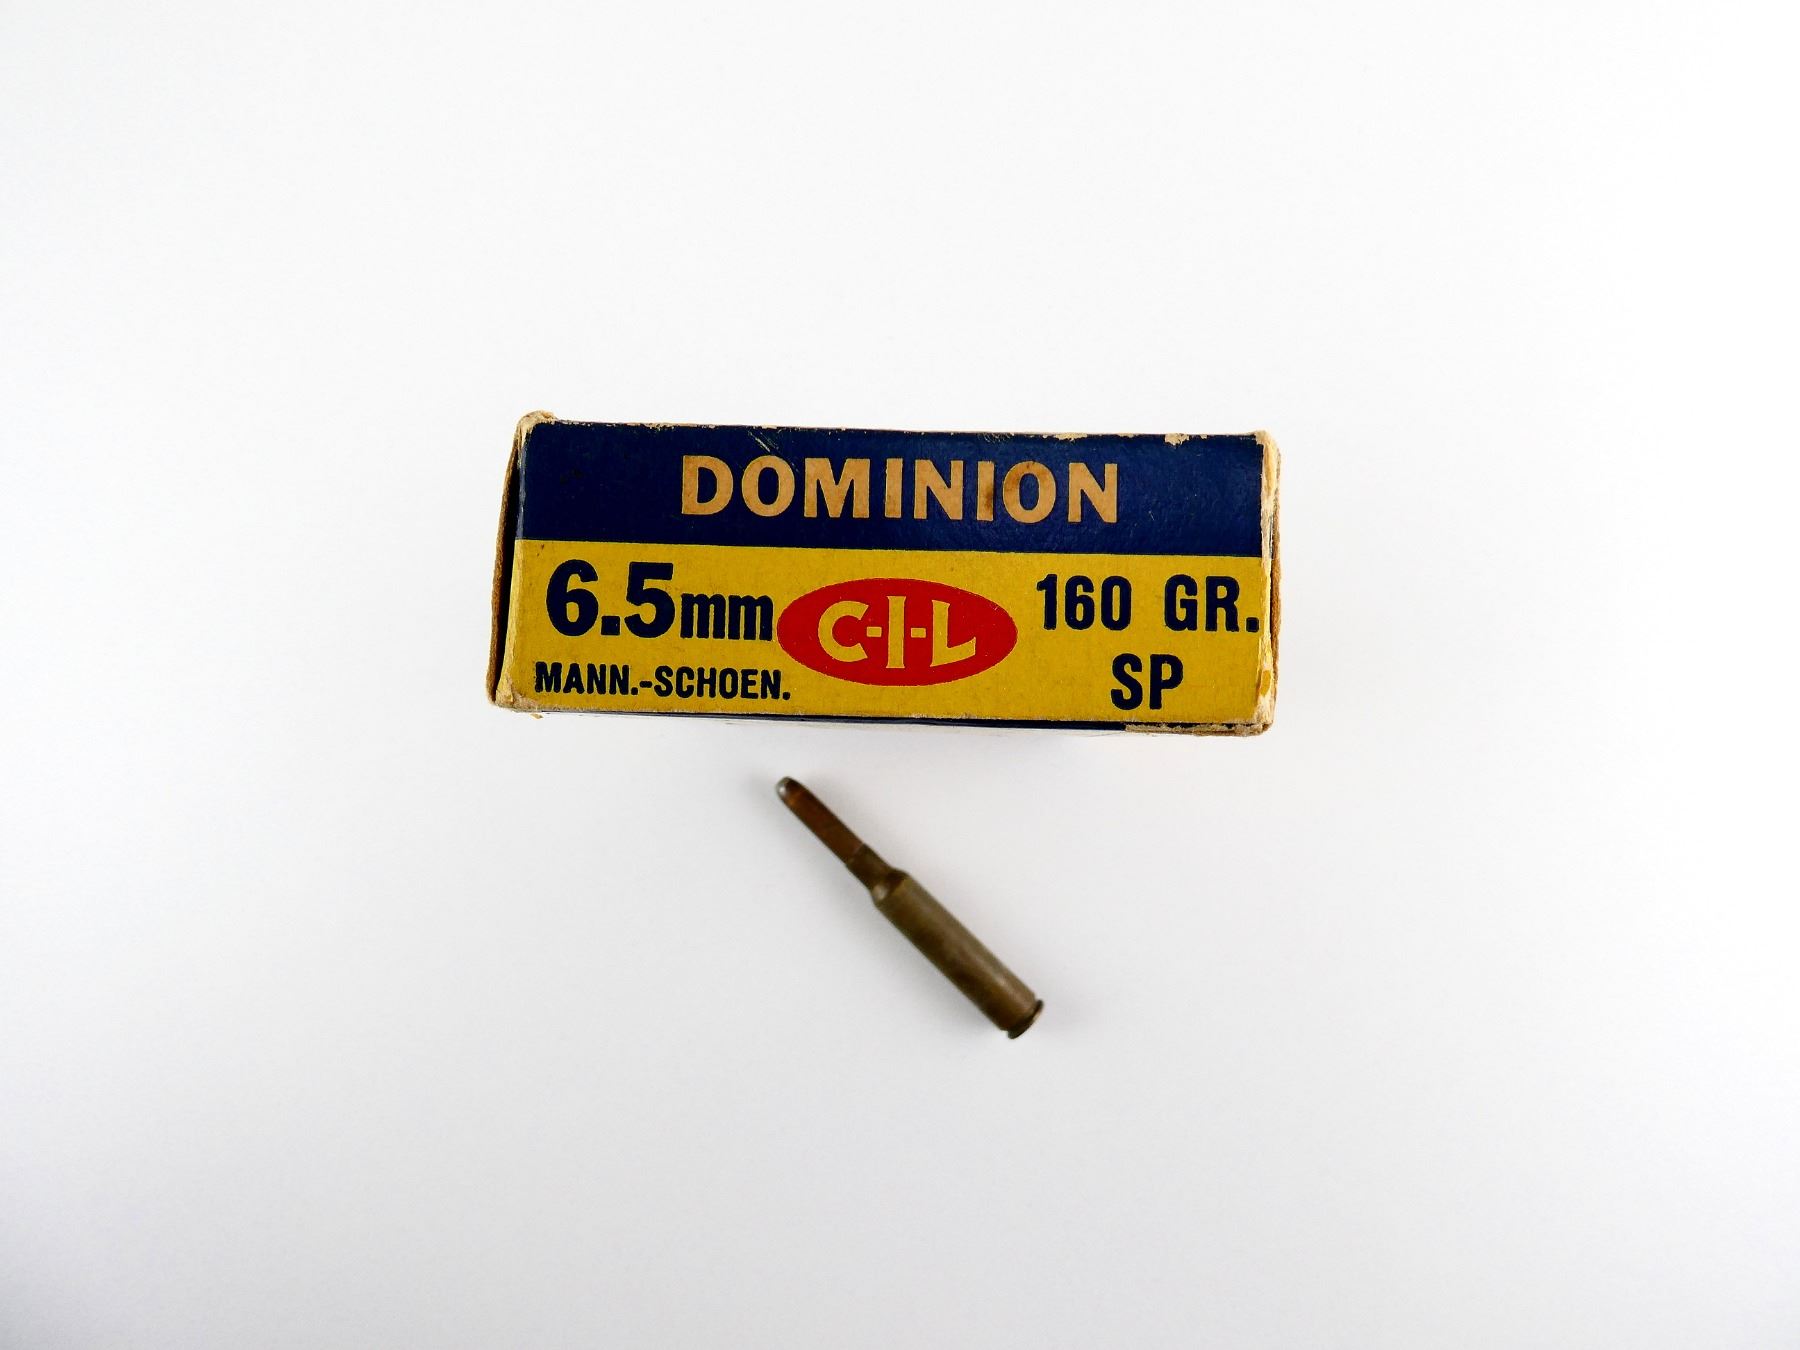 DOMINION
6.5mm
MANN.-SCHOEN.
C-I-L
160 GR.
SP